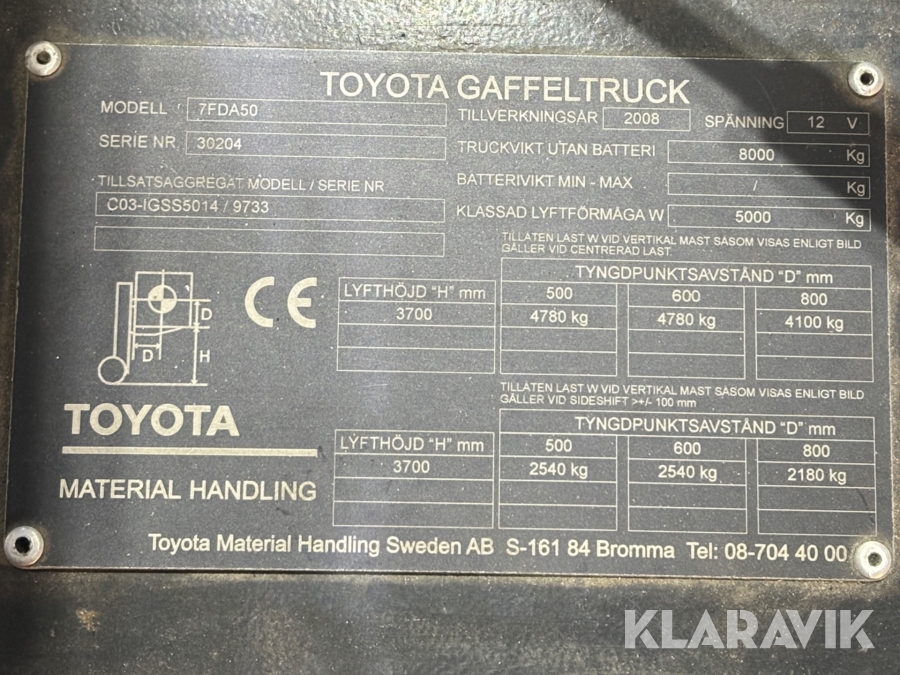 TOYOTA GAFFELTRUCK
MODELL 7FDA50
TILLVERKNINGSÅR 2008 SPÄNNING 12 V
SERIE NR. 30204
TRUCKVIKT UTAN BATTERI 8000 Kg
TILLSATSAGGREGAT MODELL / SERIE NR
BATTERIVIKT MIN - MAX / Kg
C03-IGSS5014 / 9733
KLASSAD LYFTFÖRMÅGA W 5000 Kg
TILLÅTEN LAST W VID VERTIKAL MAST SÅSOM VISAS ENLIGT BILD
GÄLLER VID CENTRERAD LAST.
CE
TYNGDPUNKTSAVSTÅND "D" mm
LYFTHÖJD "H" mm 500 600 800
3700 4780 kg 4780 kg 4100 kg
D
D H
TILLÅTEN LAST W VID VERTIKAL MAST SÅSOM VISAS ENLIGT BILD
GÄLLER VID SIDESHIFT >+/- 100 mm
TOYOTA
TYNGDPUNKTSAVSTÅND "D" mm
LYFTHÖJD "H" mm 500 600 800
3700 2540 kg 2540 kg 2180 kg
MATERIAL HANDLING
Toyota Material Handling Sweden AB S-161 84 Bromma Tel: 08-704 40 00
KLARAVIK